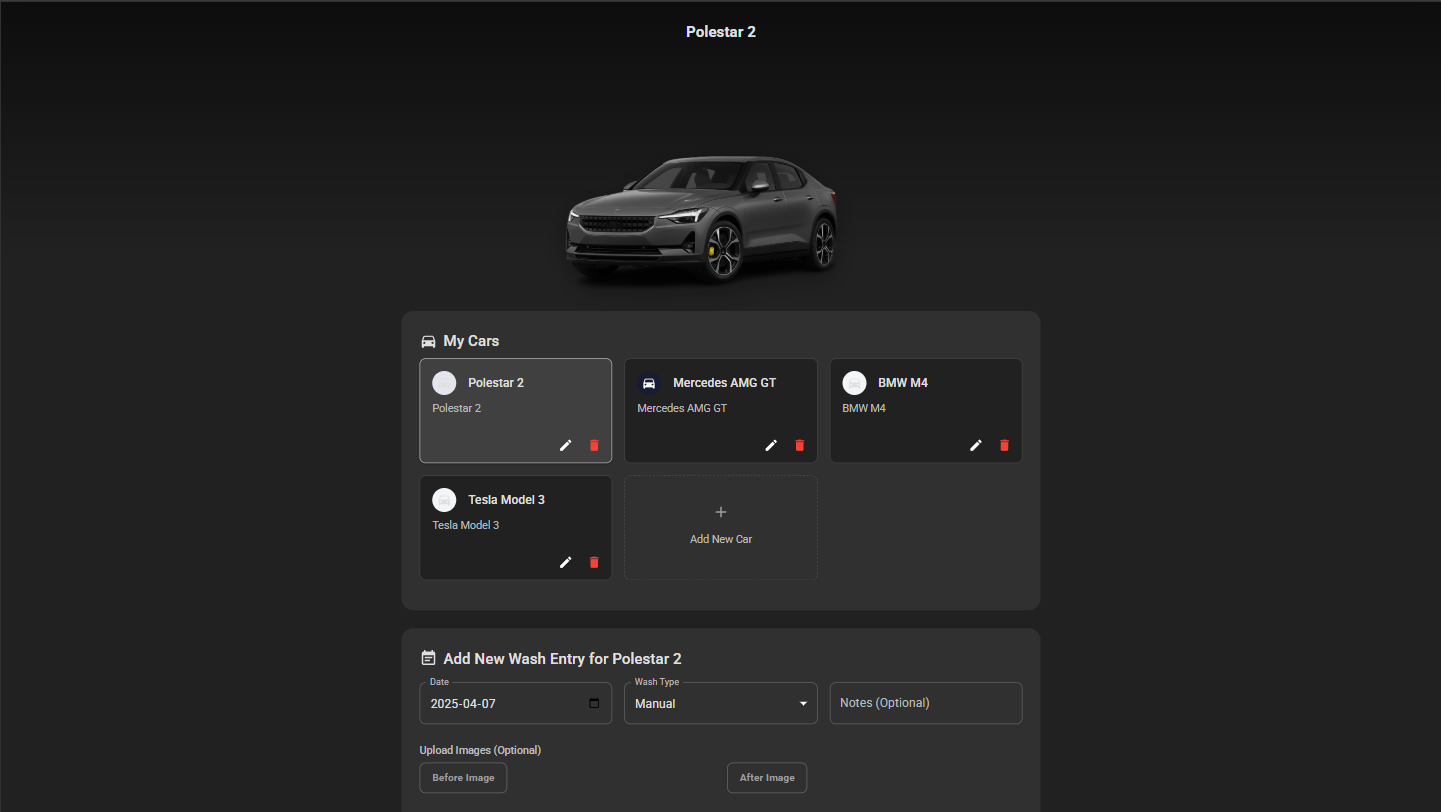 Polestar 2
My Cars
Polestar 2
Polestar 2
Mercedes AMG GT
Mercedes AMG GT
BMW M4
BMW M4
Tesla Model 3
Tesla Model 3
Add New Car
Add New Wash Entry for Polestar 2
Date
2025-04-07
Wash Type
Manual
Notes (Optional)
Upload Images (Optional)
Before Image
After Image